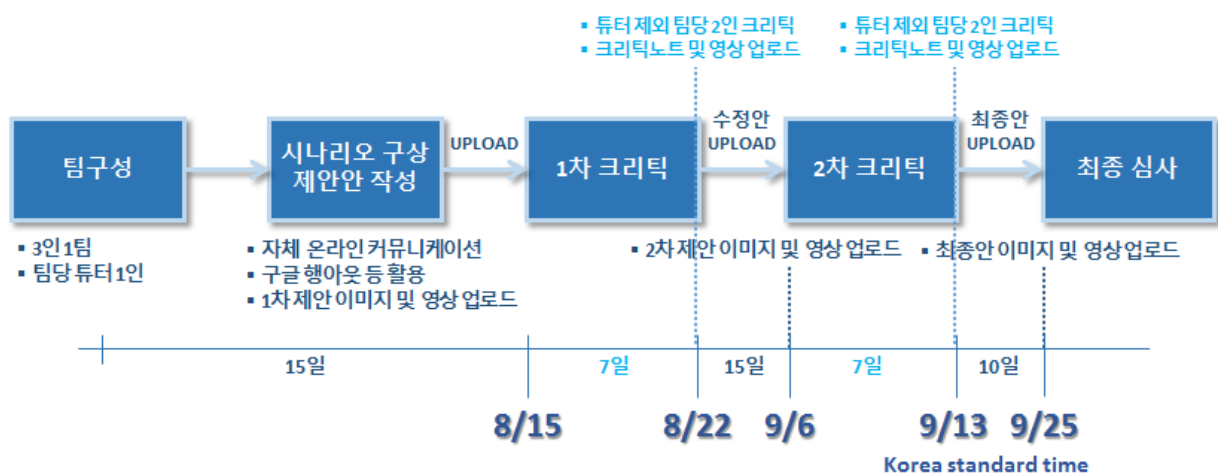 ▪ 튜터 제외 팀당 2인 크리틱
▪ 크리틱노트 및 영상 업로드
▪ 튜터 제외 팀당 2인 크리틱
▪ 크리틱노트 및 영상 업로드
팀구성
시나리오 구상
제안안 작성
UPLOAD
1차 크리틱
수정안
UPLOAD
2차 크리틱
최종안
UPLOAD
최종 심사
▪ 3인 1팀
▪ 팀당 튜터 1인
▪ 자체 온라인 커뮤니케이션
▪ 구글 행아웃 등 활용
▪ 1차 제안 이미지 및 영상 업로드
▪ 2차 제안 이미지 및 영상 업로드
▪ 최종안 이미지 및 영상 업로드
15일
7일
15일
7일
10일
8/15
8/22
9/6
9/13
9/25
Korea standard time